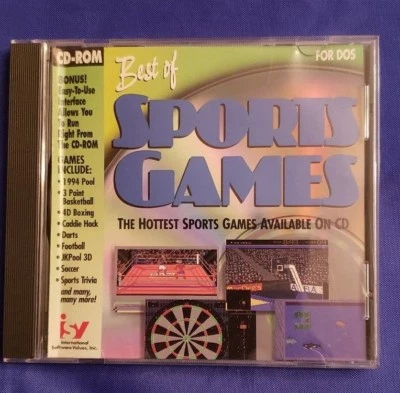 CD-ROM
BONUS!
Easy-To-Use
Interface
Allows You
To Run
Right From
The CD-ROM
GAMES
INCLUDE:
• 1994 Pool
• 3 Point
Basketball
• 4D Boxing
• Caddie Hack
• Darts
• Football
• JKPool 3D
• Soccer
• Sports Trivia
and many,
many more!
isv
International
Software Values, Inc.
Best of
FOR DOS
SPORTS
GAMES
THE HOTTEST SPORTS GAMES AVAILABLE ON CD